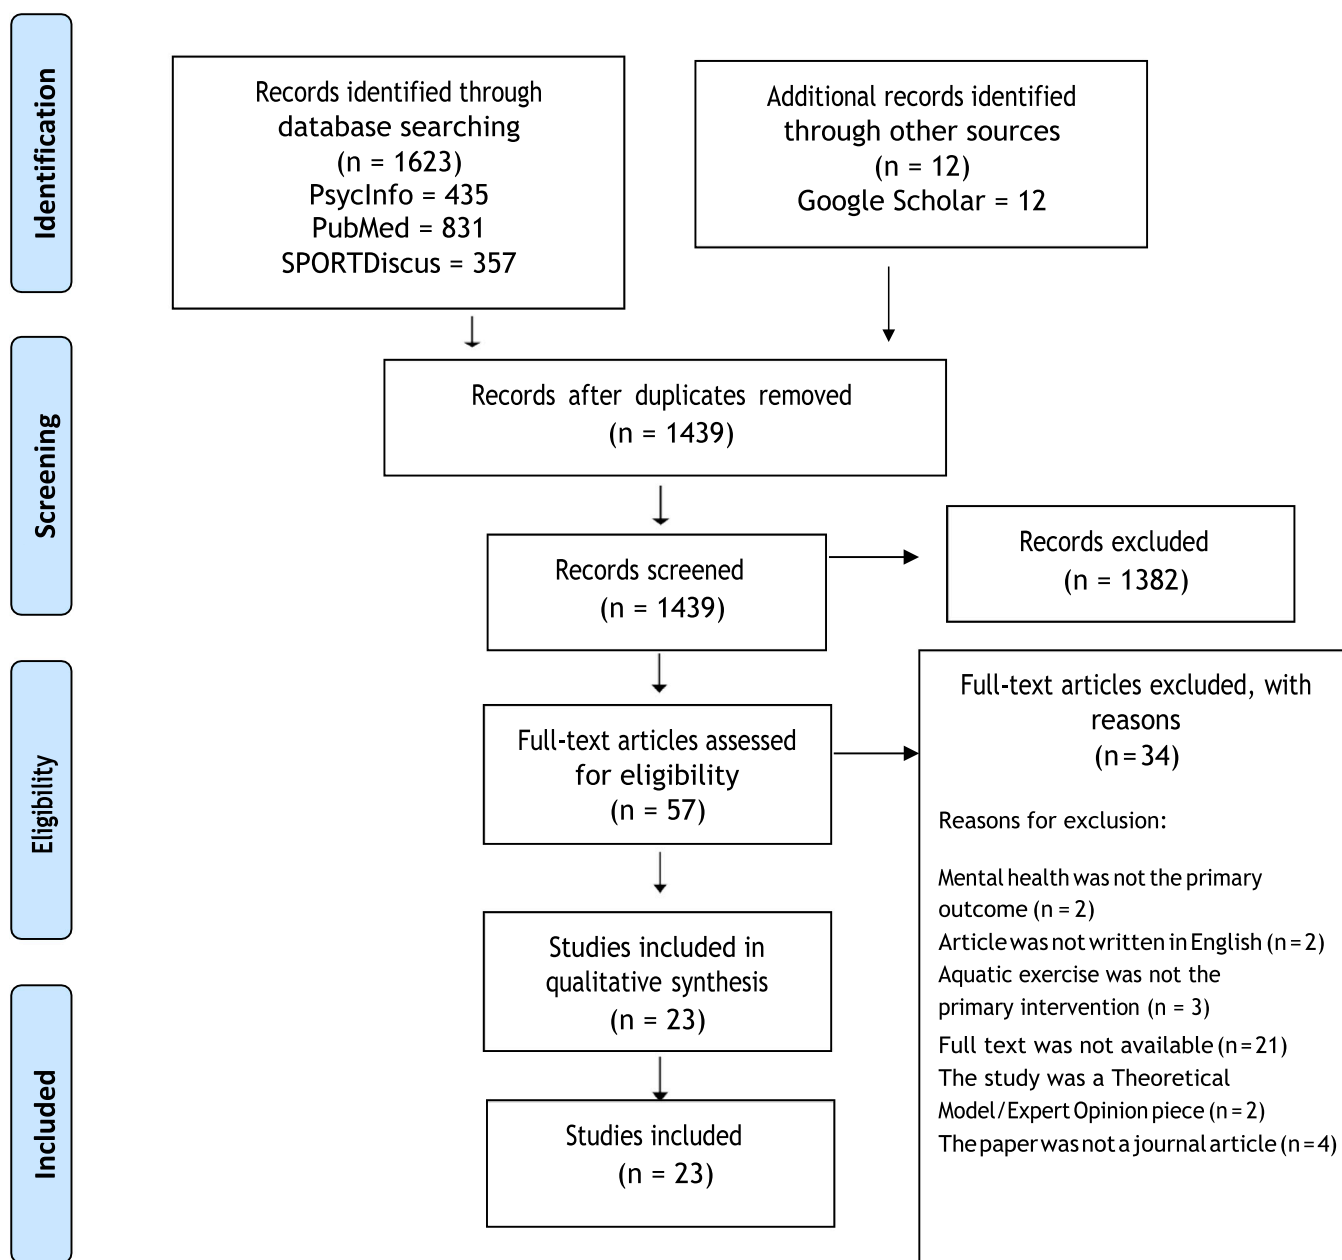 Identification
Records identified through
database searching
(n = 1623)
PsycInfo = 435
PubMed = 831
SPORTDiscus = 357
Additional records identified
through other sources
(n = 12)
Google Scholar = 12
Screening
Records after duplicates removed
(n = 1439)
Records screened
(n = 1439)
Records excluded
(n = 1382)
Eligibility
Full-text articles assessed
for eligibility
(n = 57)
Full-text articles excluded, with
reasons
(n = 34)
Reasons for exclusion:
Mental health was not the primary
outcome (n = 2)
Article was not written in English (n = 2)
Aquatic exercise was not the
primary intervention (n = 3)
Full text was not available (n = 21)
The study was a Theoretical
Model/Expert Opinion piece (n = 2)
The paper was not a journal article (n = 4)
Included
Studies included in
qualitative synthesis
(n = 23)
Studies included
(n = 23)